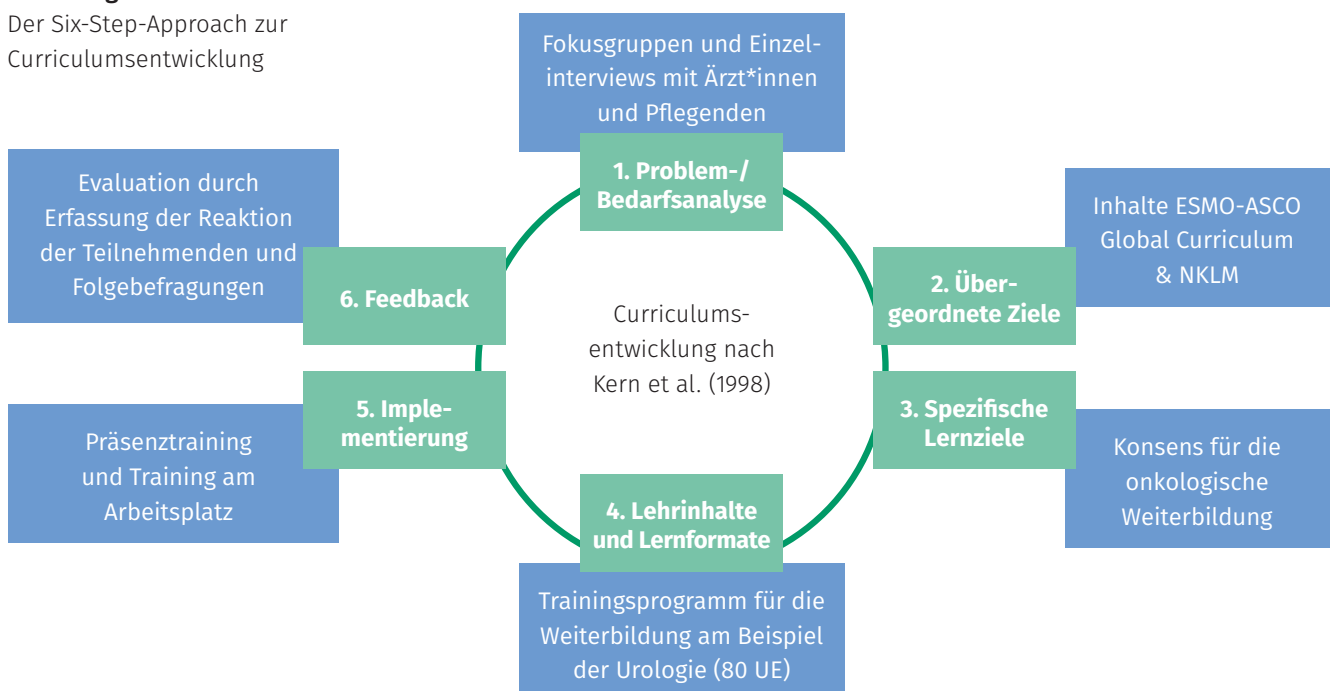 Der Six-Step-Approach zur
Curriculumsentwicklung
Fokusgruppen und Einzel-
interviews mit Ärzt*innen
und Pflegenden
1. Problem-/
Bedarfsanalyse
Inhalte ESMO-ASCO
Global Curriculum
& NKLM
2. Über-
geordnete Ziele
3. Spezifische
Lernziele
Konsens für die
onkologische
Weiterbildung
4. Lehrinhalte
und Lernformate
Trainingsprogramm für die
Weiterbildung am Beispiel
der Urologie (80 UE)
5. Imple-
mentierung
Präsenztraining
und Training am
Arbeitsplatz
6. Feedback
Evaluation durch
Erfassung der Reaktion
der Teilnehmenden und
Folgebefragungen
Curriculums-
entwicklung nach
Kern et al. (1998)